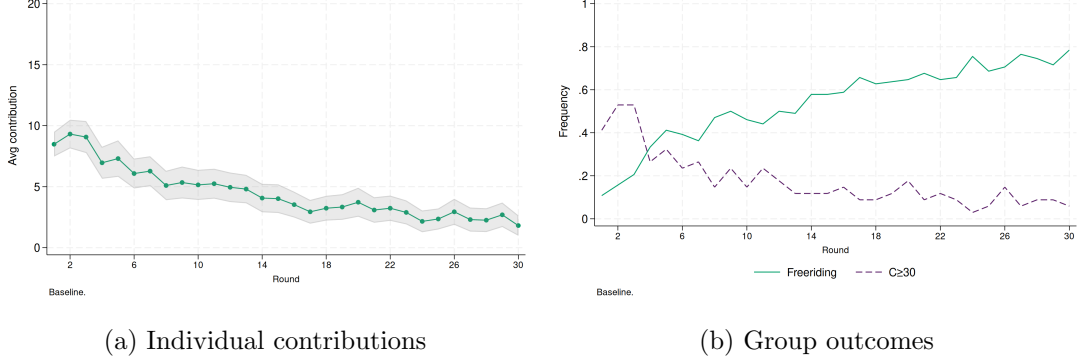 20
15
10
5
0
Avg contribution
2 6 10 14 18 22 26 30
Round
Baseline.
(a) Individual contributions
1
.8
.6
.4
.2
0
Frequency
2 6 10 14 18 22 26 30
Round
Freeriding C≥30
Baseline.
(b) Group outcomes